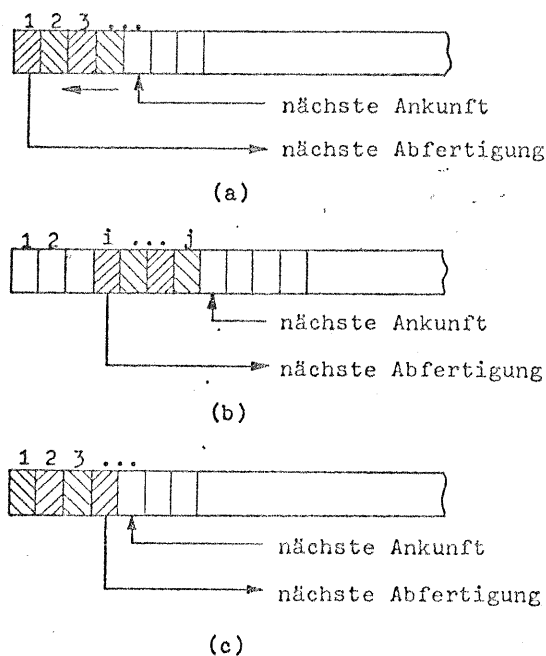 1 2 3 ...
nächste Ankunft
nächste Abfertigung
(a)
1 2 i ... j
nächste Ankunft
nächste Abfertigung
(b)
1 2 3 ...
nächste Ankunft
nächste Abfertigung
(c)